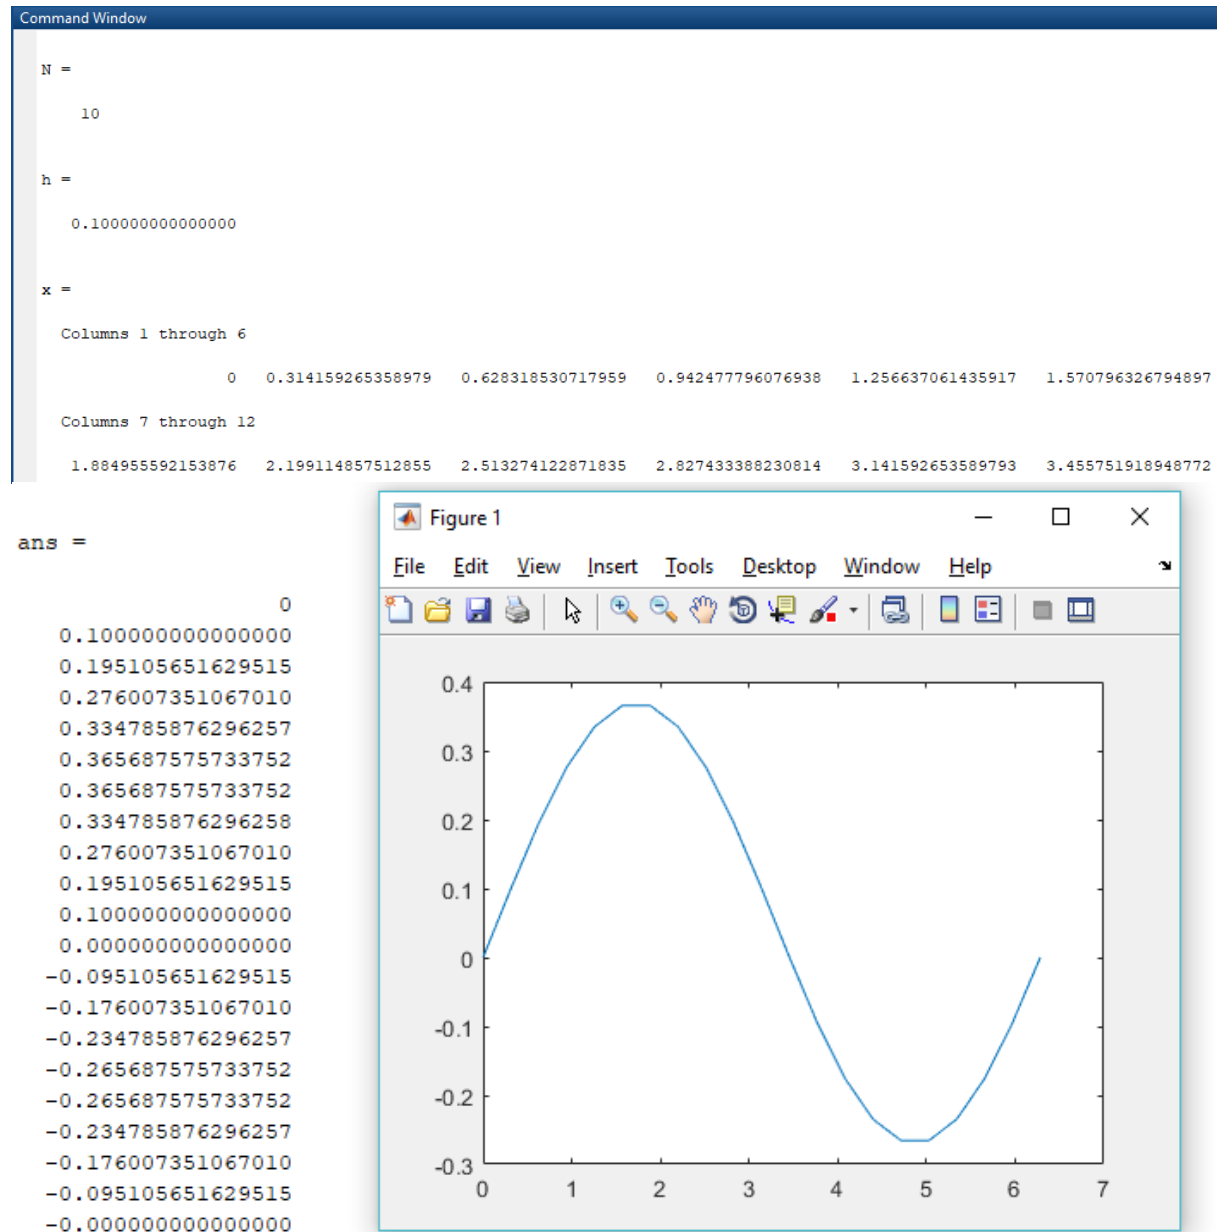 Command Window
N =
10
h =
0.100000000000000
x =
Columns 1 through 6
0 0.314159265358979 0.628318530717959 0.942477796076938 1.256637061435917 1.570796326794897
Columns 7 through 12
1.884955592153876 2.199114857512855 2.513274122871835 2.827433388230814 3.141592653589793 3.455751918948772
ans =
0
0.100000000000000
0.195105651629515
0.276007351067010
0.334785876296257
0.365687575733752
0.365687575733752
0.334785876296258
0.276007351067010
0.195105651629515
0.100000000000000
0.000000000000000
-0.095105651629515
-0.176007351067010
-0.234785876296257
-0.265687575733752
-0.265687575733752
-0.234785876296257
-0.176007351067010
-0.095105651629515
-0.000000000000000
Figure 1
File Edit View Insert Tools Desktop Window Help
0.4
0.3
0.2
0.1
0
-0.1
-0.2
-0.3
0 1 2 3 4 5 6 7